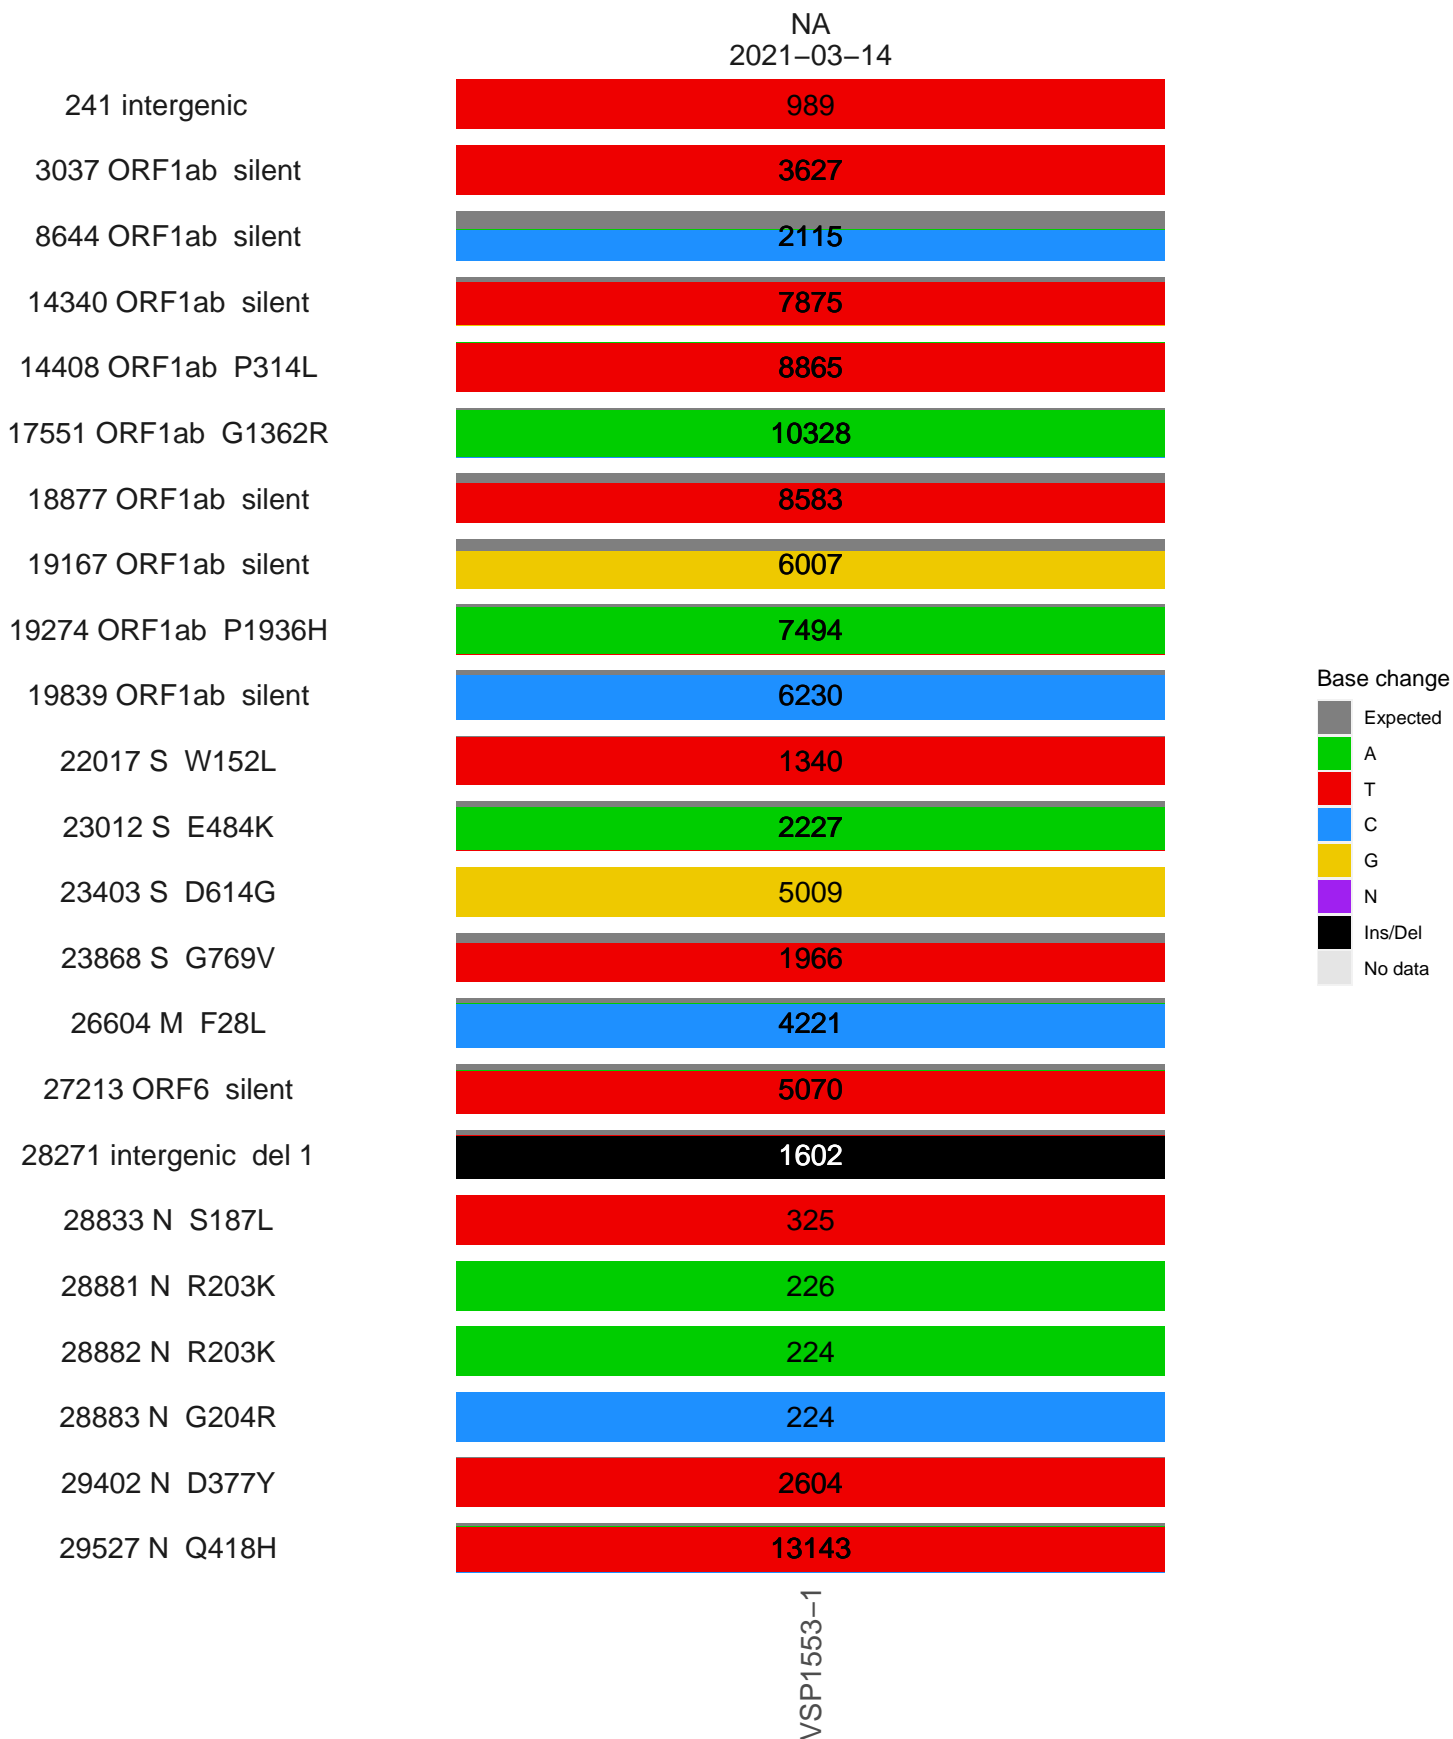 NA
2021−03−14
241 intergenic 989
3037 ORF1ab silent 3627
8644 ORF1ab silent 2115
14340 ORF1ab silent 7875
14408 ORF1ab P314L 8865
17551 ORF1ab G1362R 10328
18877 ORF1ab silent 8583
19167 ORF1ab silent 6007
19274 ORF1ab P1936H 7494
19839 ORF1ab silent 6230
22017 S W152L 1340
23012 S E484K 2227
23403 S D614G 5009
23868 S G769V 1966
26604 M F28L 4221
27213 ORF6 silent 5070
28271 intergenic del 1 1602
28833 N S187L 325
28881 N R203K 226
28882 N R203K 224
28883 N G204R 224
29402 N D377Y 2604
29527 N Q418H 13143
VSP1553−1
Base change
Expected
A
T
C
G
N
Ins/Del
No data